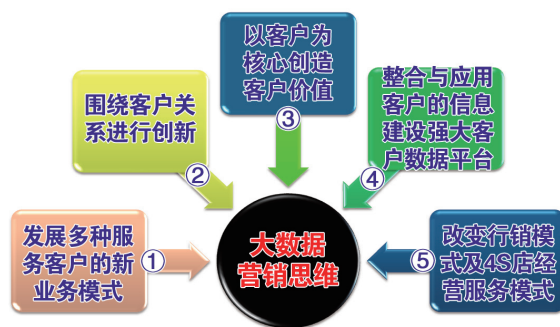 发展多种服
务客户的新
业务模式
①
围绕客户关
系进行创新
②
以客户为
核心创造
客户价值
③
整合与应用
客户的信息
建设强大客
户数据平台
④
改变行销模
式及4S店经
营服务模式
⑤
大数据
营销思维